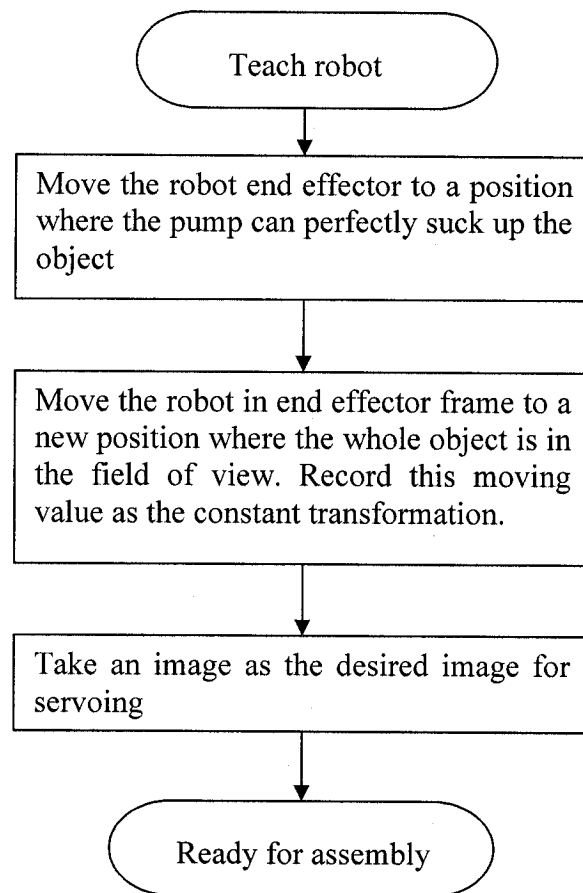 Teach robot
Move the robot end effector to a position
where the pump can perfectly suck up the
object
Move the robot in end effector frame to a
new position where the whole object is in
the field of view. Record this moving
value as the constant transformation.
Take an image as the desired image for
servoing
Ready for assembly